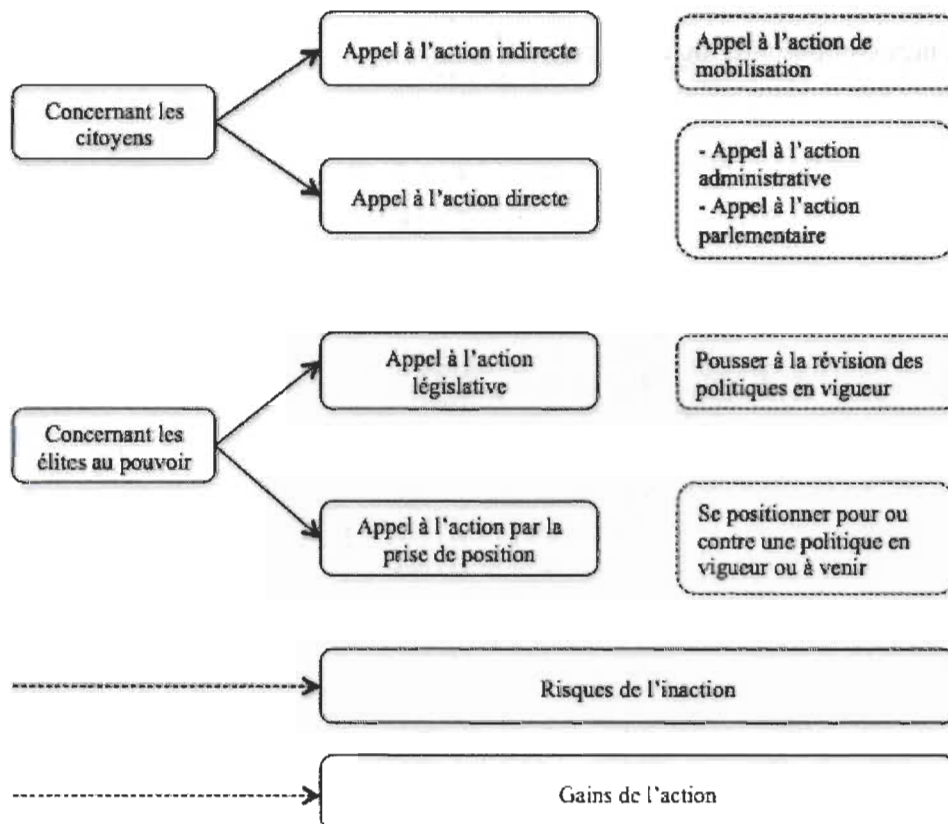 Appel à l'action indirecte
Appel à l'action de
mobilisation
Concernant les
citoyens
Appel à l'action directe
- Appel à l'action
administrative
- Appel à l'action
parlementaire
Appel à l'action
législative
Pousser à la révision des
politiques en vigueur
Concernant les
élites au pouvoir
Appel à l'action par la
prise de position
Se positionner pour ou
contre une politique en
vigueur ou à venir
Risques de l'inaction
Gains de l'action